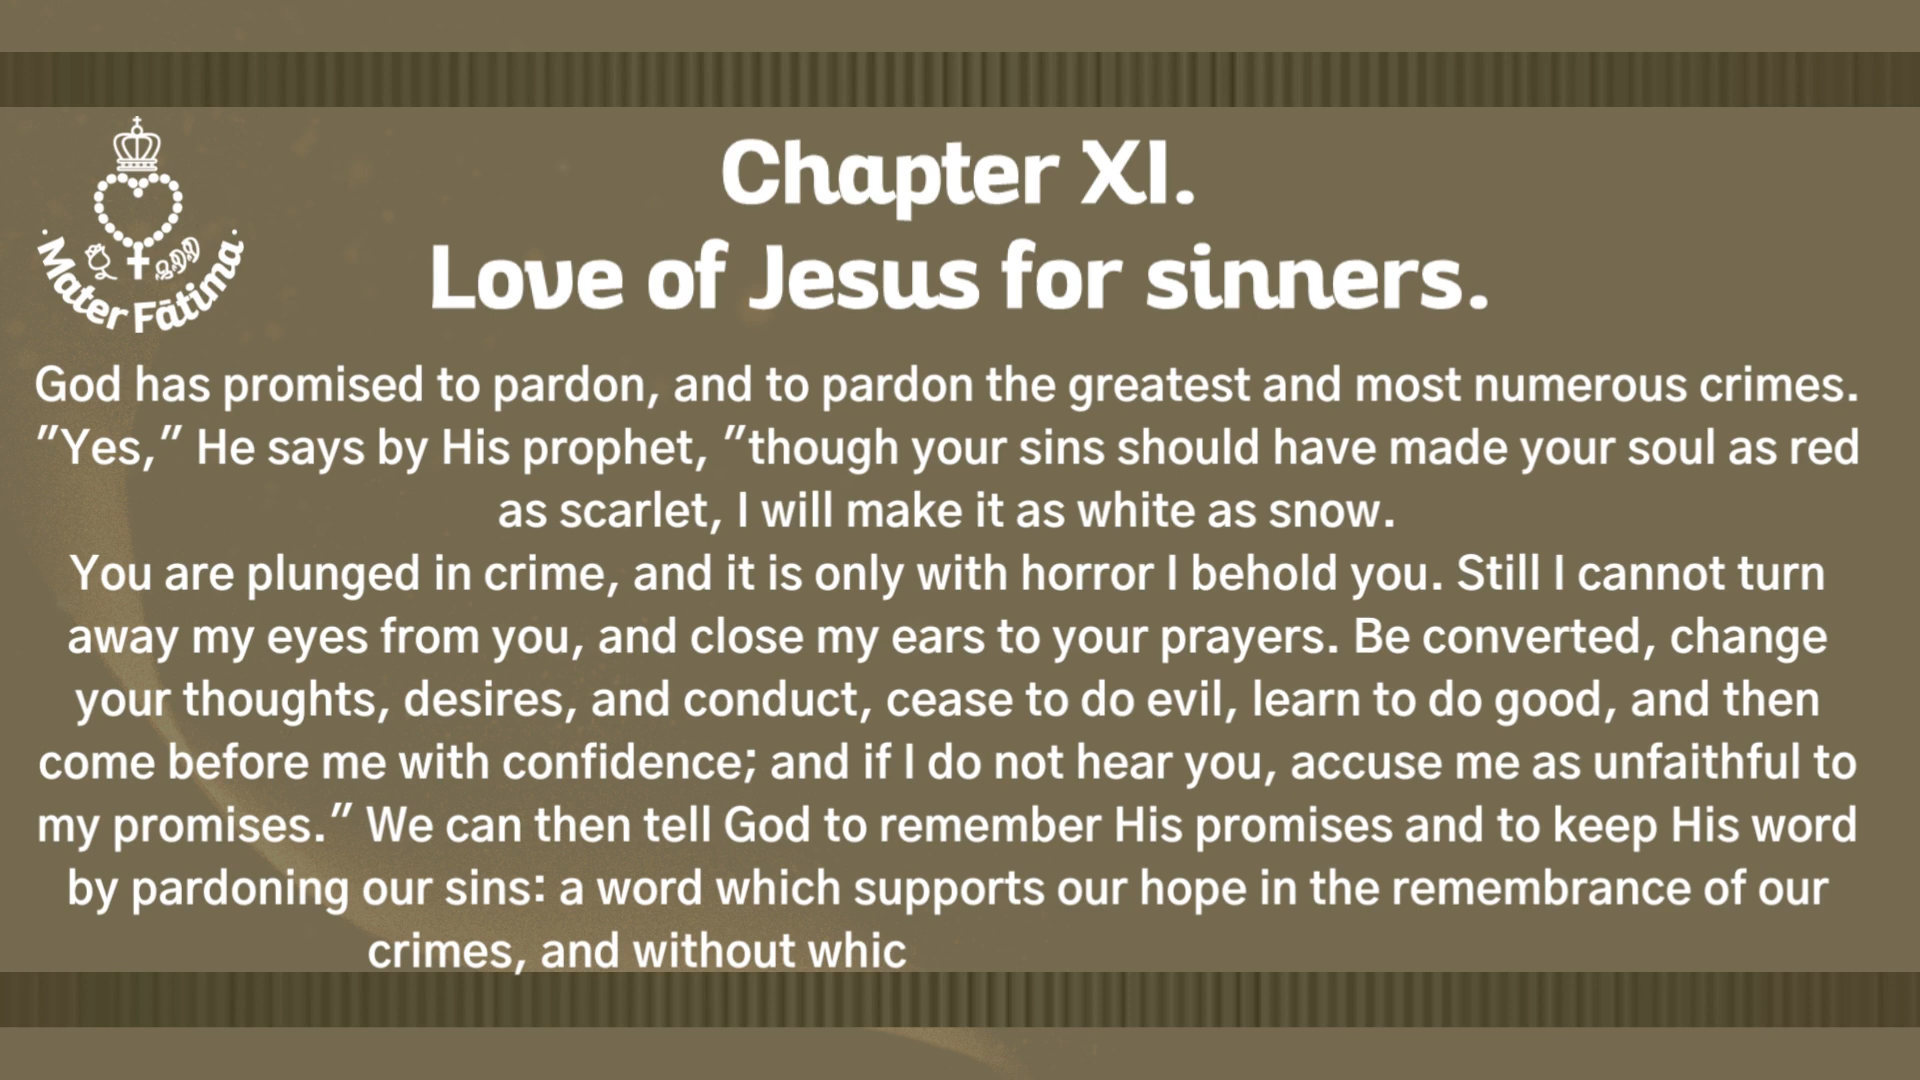 Mater Fātima
Chapter XI.
Love of Jesus for sinners.
God has promised to pardon, and to pardon the greatest and most numerous crimes.
"Yes," He says by His prophet, "though your sins should have made your soul as red
as scarlet, I will make it as white as snow.
You are plunged in crime, and it is only with horror I behold you. Still I cannot turn
away my eyes from you, and close my ears to your prayers. Be converted, change
your thoughts, desires, and conduct, cease to do evil, learn to do good, and then
come before me with confidence; and if I do not hear you, accuse me as unfaithful to
my promises." We can then tell God to remember His promises and to keep His word
by pardoning our sins: a word which supports our hope in the remembrance of our
crimes, and without whic